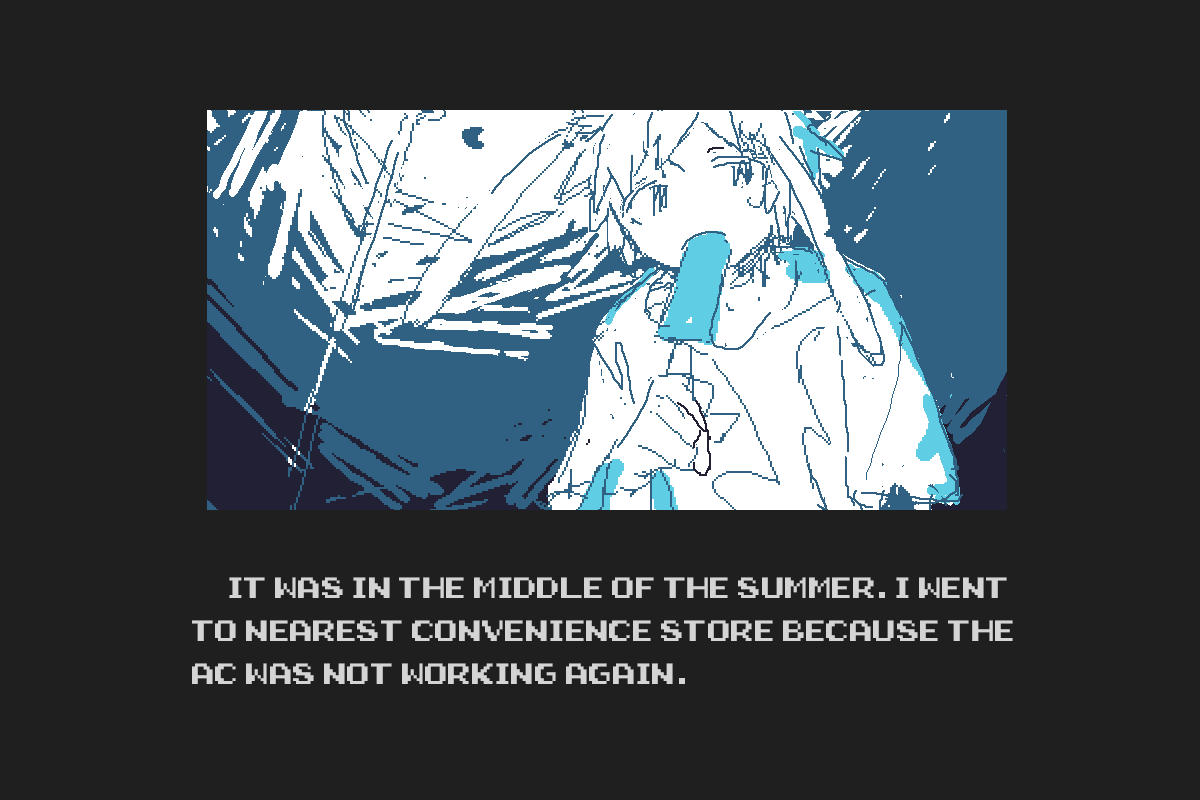 IT WAS IN THE MIDDLE OF THE SUMMER. I WENT
TO NEAREST CONVENIENCE STORE BECAUSE THE
AC WAS NOT WORKING AGAIN.